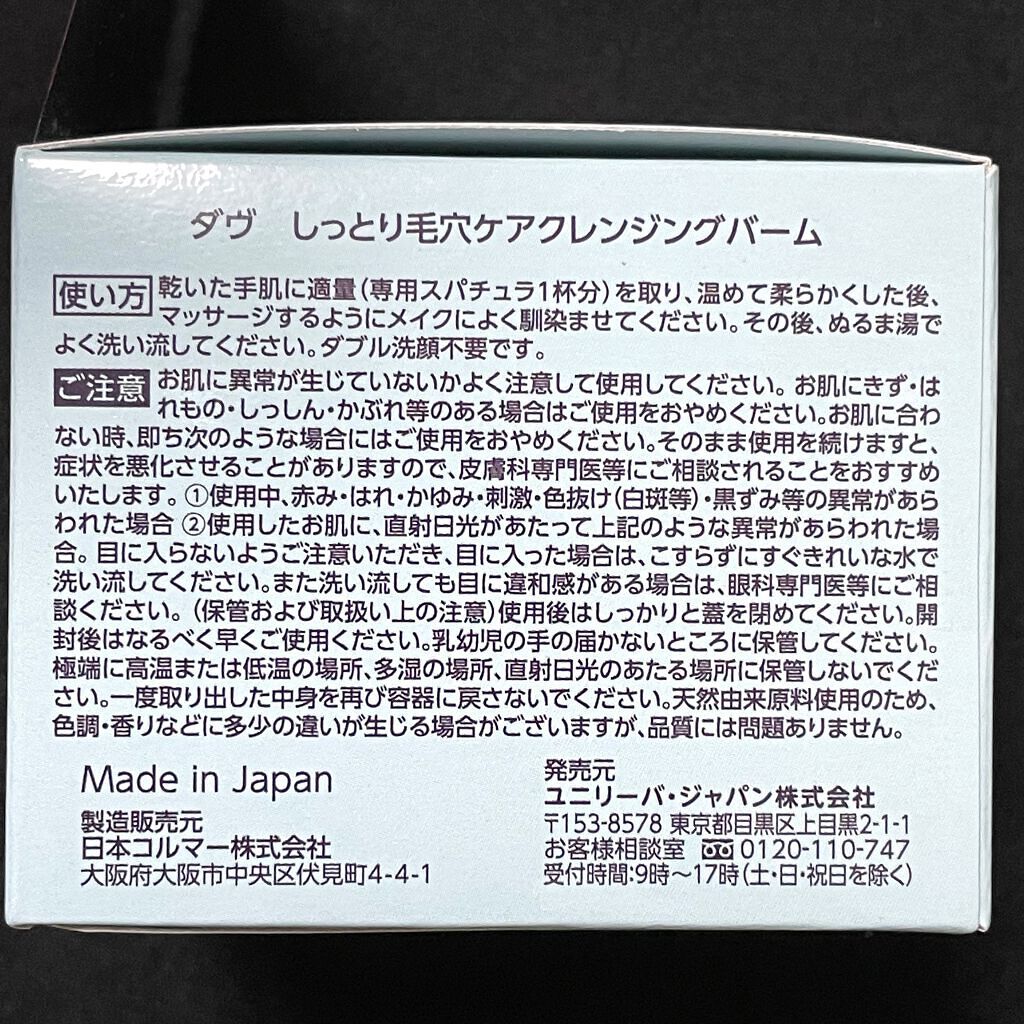 ダヴ しっとり毛穴ケアクレンジングバーム
使い方 乾いた手肌に適量(専用スパチュラ1杯分)を取り、温めて柔らかくした後、
マッサージするようにメイクによく馴染ませてください。その後、ぬるま湯で
よく洗い流してください。ダブル洗顔不要です。
ご注意 お肌に異常が生じていないかよく注意して使用してください。お肌にきず・は
れもの・しっしん・かぶれ等のある場合はご使用をおやめください。お肌に合わ
ない時、即ち次のような場合にはご使用をおやめください。そのまま使用を続けますと、
症状を悪化させることがありますので、皮膚科専門医等にご相談されることをおすすめ
いたします。①使用中、赤み・はれ・かゆみ・刺激・色抜け(白斑等)・黒ずみ等の異常があら
われた場合 ②使用したお肌に、直射日光があたって上記のような異常があらわれた場
合。目に入らないようご注意いただき、目に入った場合は、こすらずにすぐきれいな水で
洗い流してください。また洗い流しても目に違和感がある場合は、眼科専門医等にご相
談ください。(保管および取扱い上の注意)使用後はしっかりと蓋を閉めてください。開
封後はなるべく早くご使用ください。乳幼児の手の届かないところに保管してください。
極端に高温または低温の場所、多湿の場所、直射日光のあたる場所に保管しないでくだ
さい。一度取り出した中身を再び容器に戻さないでください。天然由来原料使用のため、
色調・香りなどに多少の違いが生じる場合がございますが、品質には問題ありません。
Made in Japan
製造販売元
日本コルマー株式会社
大阪府大阪市中央区伏見町4-4-1
発売元
ユニリーバ・ジャパン株式会社
〒153-8578 東京都目黒区上目黒2-1-1
お客様相談室 0120-110-747
受付時間:9時〜17時(土・日・祝日を除く)